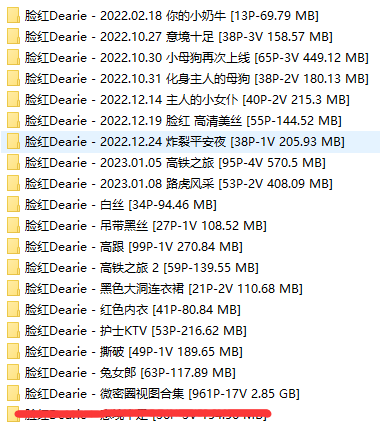 脸红Dearie - 2022.02.18 你的小奶牛 [13P-69.79 MB]
脸红Dearie - 2022.10.27 意境十足 [38P-3V 158.57 MB]
脸红Dearie - 2022.10.30 小母狗再次上线 [65P-3V 449.12 MB]
脸红Dearie - 2022.10.31 化身主人的母狗 [38P-2V 180.13 MB]
脸红Dearie - 2022.12.14 主人的小女仆 [40P-2V 215.3 MB]
脸红Dearie - 2022.12.19 脸红 高清美丝 [55P-144.52 MB]
脸红Dearie - 2022.12.24 炸裂平安夜 [38P-1V 205.93 MB]
脸红Dearie - 2023.01.05 高铁之旅 [95P-4V 570.5 MB]
脸红Dearie - 2023.01.08 路虎风采 [53P-2V 408.09 MB]
脸红Dearie - 白丝 [34P-94.46 MB]
脸红Dearie - 吊带黑丝 [27P-1V 108.52 MB]
脸红Dearie - 高跟 [99P-1V 270.84 MB]
脸红Dearie - 高铁之旅 2 [59P-139.55 MB]
脸红Dearie - 黑色大洞连衣裙 [21P-2V 110.68 MB]
脸红Dearie - 红色内衣 [41P-80.84 MB]
脸红Dearie - 护士KTV [53P-216.62 MB]
脸红Dearie - 撕破 [49P-1V 189.65 MB]
脸红Dearie - 兔女郎 [63P-117.89 MB]
脸红Dearie - 微密圈视图合集 [961P-17V 2.85 GB]